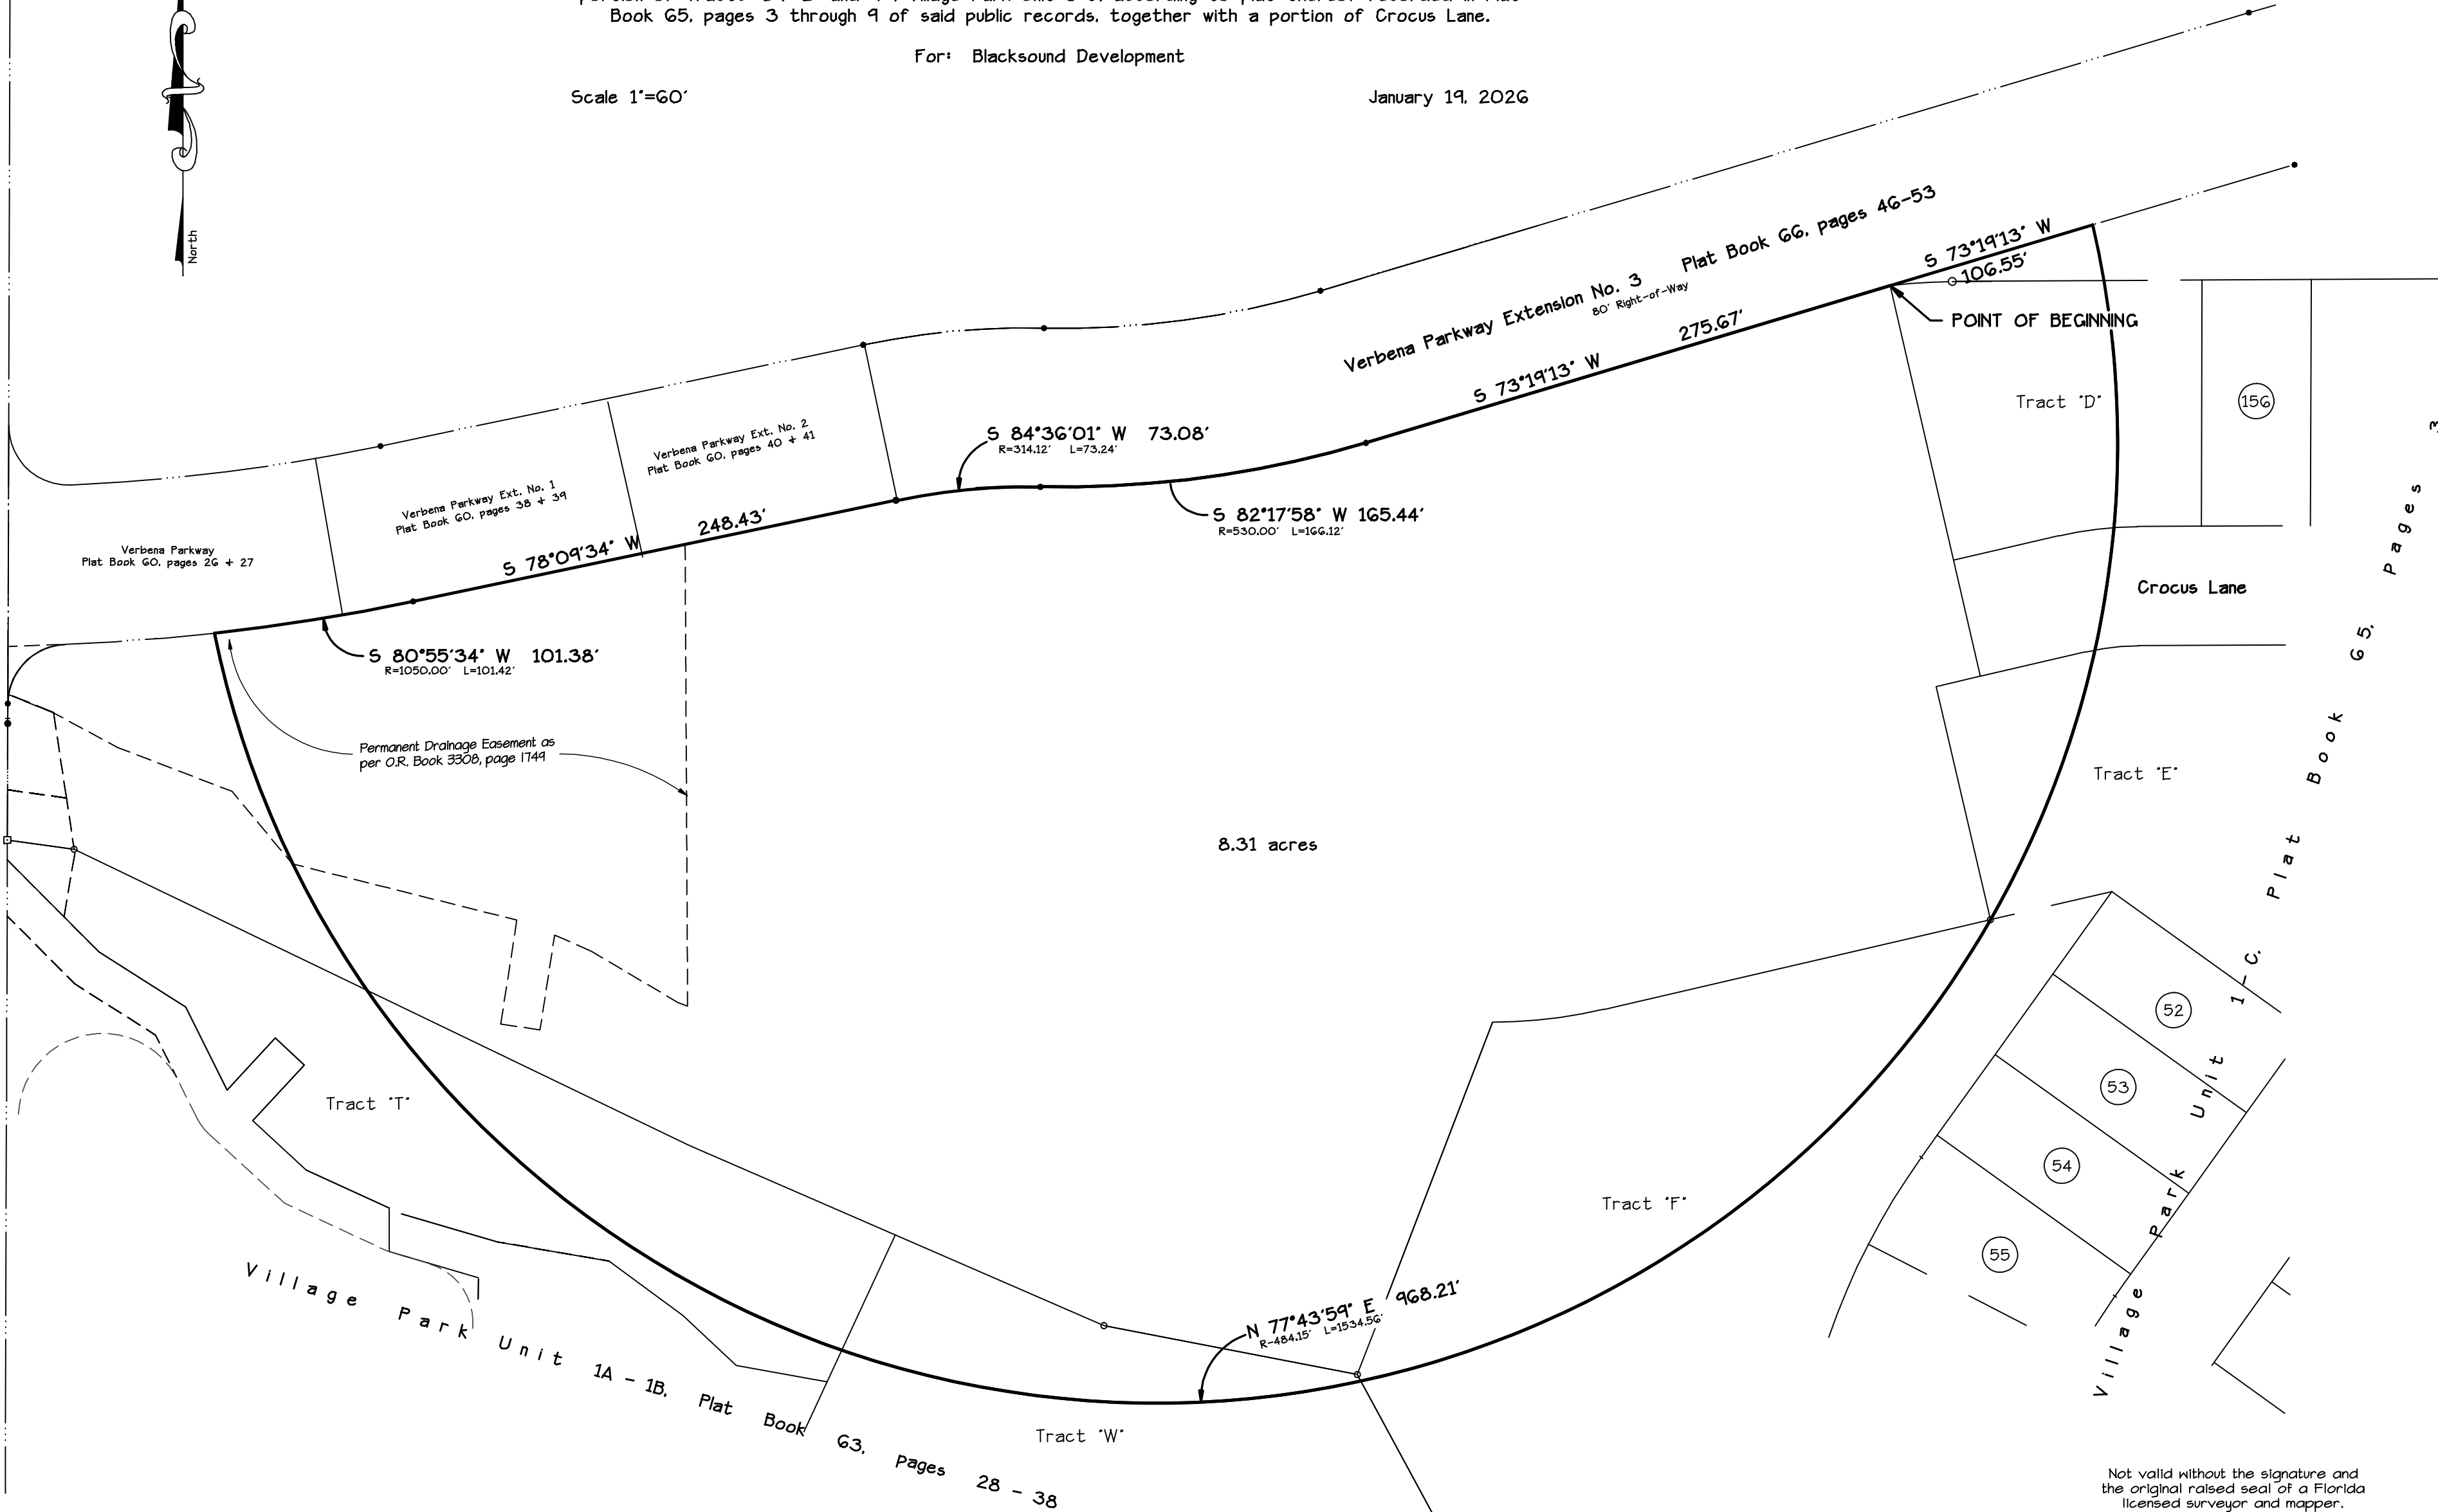 Book 65, pages 3 through 9 of said public records, together with a portion of Crocus Lane.
For: Blacksound Development
Scale 1"=60'
January 19, 2026
North
Verbena Parkway Extension No. 3 Plat Book 66, pages 46-53
80' Right-of-Way
S 73°19'13" W
106.55'
POINT OF BEGINNING
275.67'
S 73°19'13" W
Tract "D"
156
Verbena Parkway Ext. No. 2
Plat Book 60, pages 40 + 41
S 84°36'01" W 73.08'
R=314.12' L=73.24'
Verbena Parkway Ext. No. 1
Plat Book 60, pages 38 + 39
S 82°17'58" W 165.44'
R=530.00' L=166.12'
248.43'
S 78°09'34" W
Verbena Parkway
Plat Book 60, pages 26 + 27
Crocus Lane
S 80°55'34" W 101.38'
R=1050.00' L=101.42'
Permanent Drainage Easement as
per O.R. Book 3308, page 1749
Tract "E"
8.31 acres
Village Park Unit 1-C, Plat Book 65, Pages 3
52
53
54
55
Tract "T"
Tract "F"
N 77°43'59" E 968.21'
R-484.15' L=1534.56'
Village Park Unit 1A - 1B, Plat Book 63, Pages 28 - 38
Tract "W"
Not valid without the signature and
the original raised seal of a Florida
licensed surveyor and mapper.